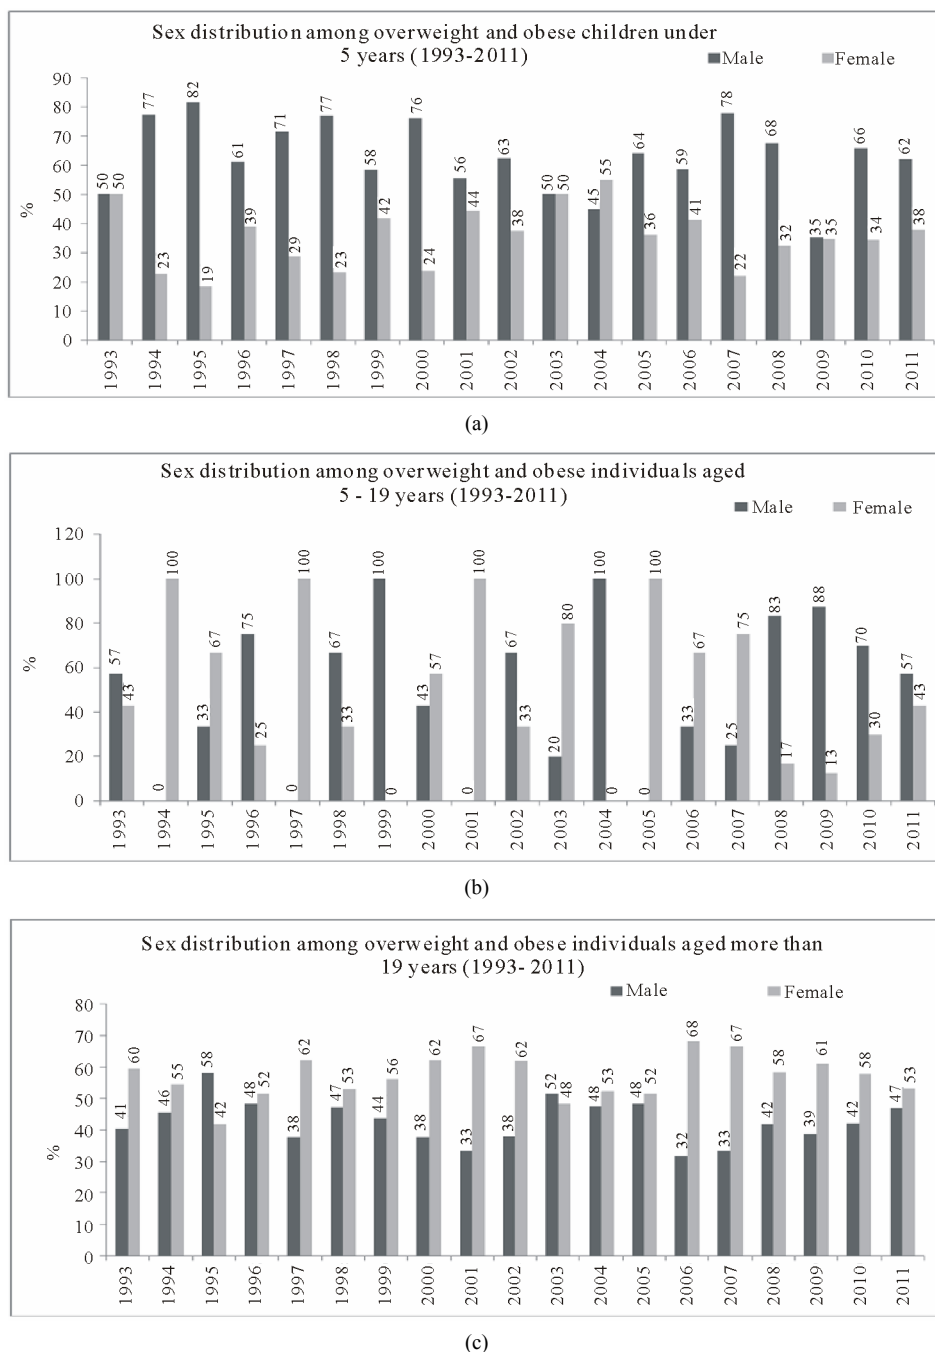 Sex distribution among overweight and obese children under
5 years (1993-2011)
Male Female
%
90
80
70
60
50
40
30
20
10
0
50 50 77 23 82 19 61 39 71 29 77 23 58 42 76 24 56 44 63 38 50 50 45 55 64 36 59 41 78 22 68 32 35 35 66 34 62 38
1993 1994 1995 1996 1997 1998 1999 2000 2001 2002 2003 2004 2005 2006 2007 2008 2009 2010 2011
(a)
Sex distribution among overweight and obese individuals aged
5 - 19 years (1993-2011)
Male Female
%
120
100
80
60
40
20
0
57 43 0 100 33 67 75 25 0 100 67 33 100 0 43 57 0 100 67 33 20 80 100 0 0 100 33 67 25 75 83 17 88 13 70 30 57 43
1993 1994 1995 1996 1997 1998 1999 2000 2001 2002 2003 2004 2005 2006 2007 2008 2009 2010 2011
(b)
Sex distribution among overweight and obese individuals aged more than
19 years (1993- 2011)
Male Female
%
80
70
60
50
40
30
20
10
0
41 60 46 55 58 42 48 52 38 62 47 53 44 56 38 62 33 67 38 62 52 48 48 53 48 52 32 68 33 67 42 58 39 61 42 58 47 53
1993 1994 1995 1996 1997 1998 1999 2000 2001 2002 2003 2004 2005 2006 2007 2008 2009 2010 2011
(c)